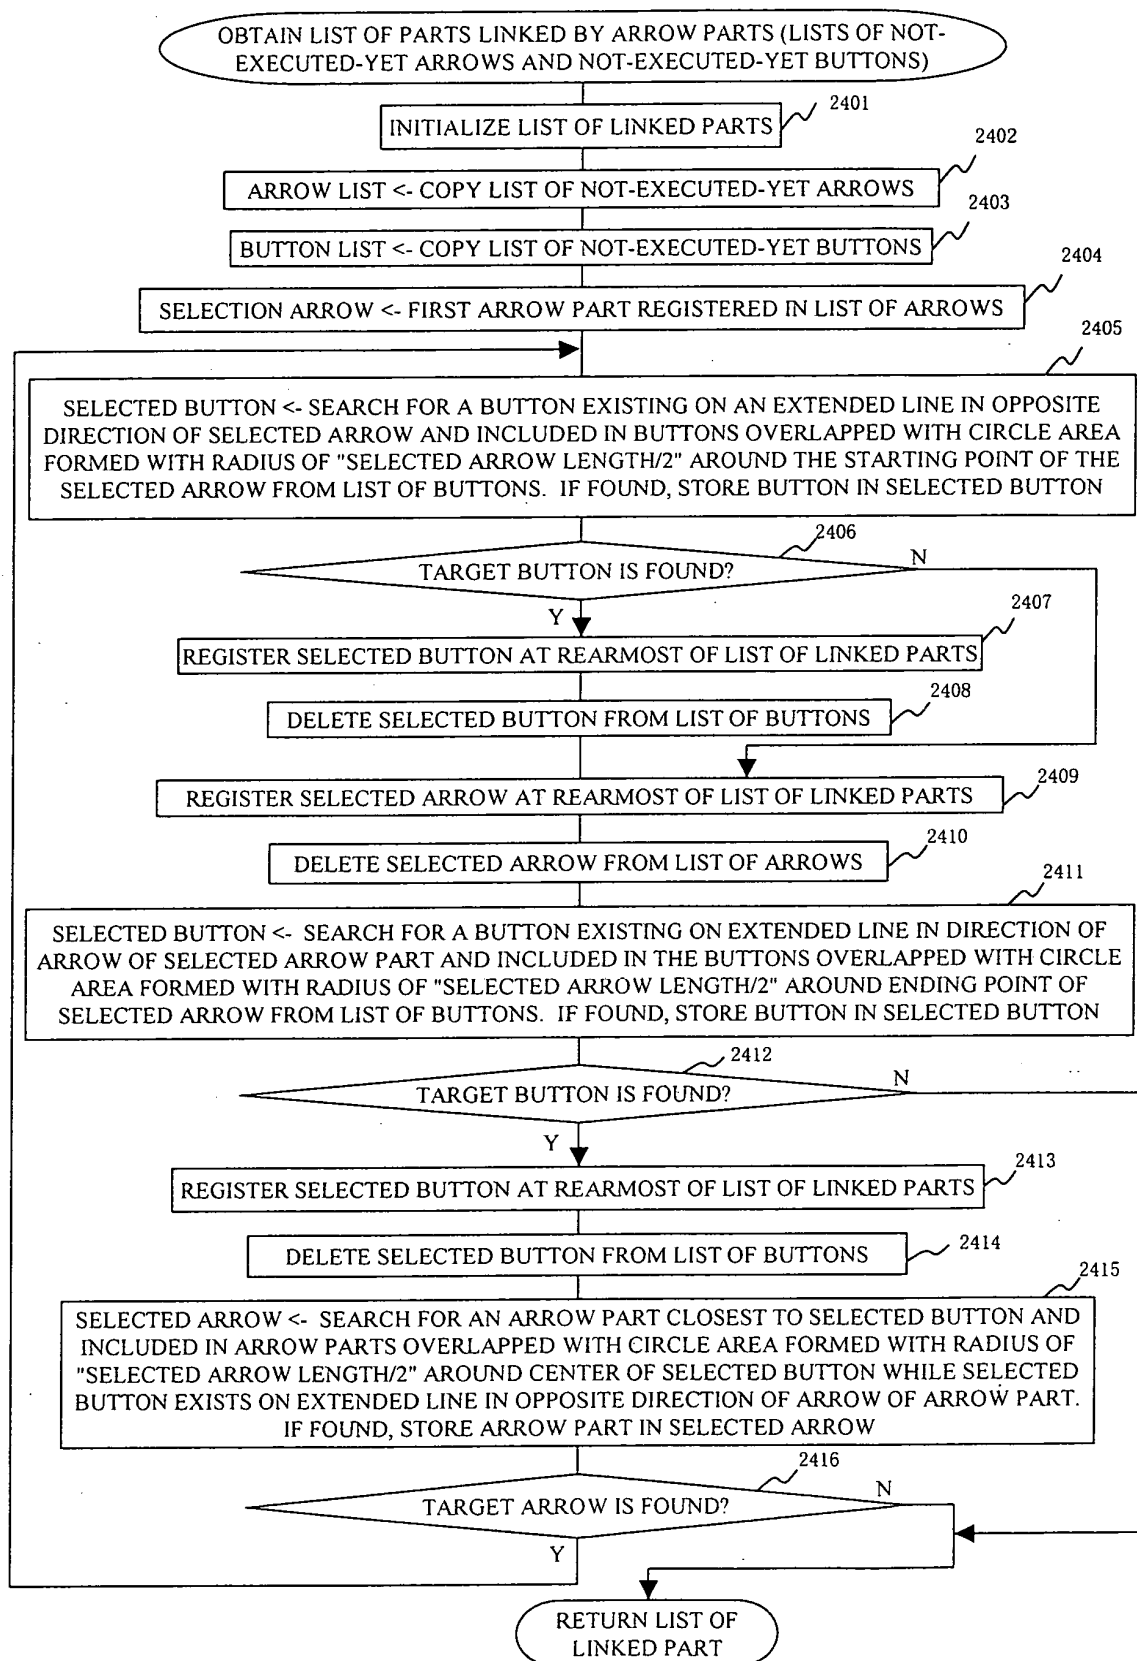 OBTAIN LIST OF PARTS LINKED BY ARROW PARTS (LISTS OF NOT-
EXECUTED-YET ARROWS AND NOT-EXECUTED-YET BUTTONS)
2401
INITIALIZE LIST OF LINKED PARTS
2402
ARROW LIST <- COPY LIST OF NOT-EXECUTED-YET ARROWS
2403
BUTTON LIST <- COPY LIST OF NOT-EXECUTED-YET BUTTONS
2404
SELECTION ARROW <- FIRST ARROW PART REGISTERED IN LIST OF ARROWS
2405
SELECTED BUTTON <- SEARCH FOR A BUTTON EXISTING ON AN EXTENDED LINE IN OPPOSITE
DIRECTION OF SELECTED ARROW AND INCLUDED IN BUTTONS OVERLAPPED WITH CIRCLE AREA
FORMED WITH RADIUS OF "SELECTED ARROW LENGTH/2" AROUND THE STARTING POINT OF THE
SELECTED ARROW FROM LIST OF BUTTONS. IF FOUND, STORE BUTTON IN SELECTED BUTTON
2406
TARGET BUTTON IS FOUND?
N
Y
2407
REGISTER SELECTED BUTTON AT REARMOST OF LIST OF LINKED PARTS
2408
DELETE SELECTED BUTTON FROM LIST OF BUTTONS
2409
REGISTER SELECTED ARROW AT REARMOST OF LIST OF LINKED PARTS
2410
DELETE SELECTED ARROW FROM LIST OF ARROWS
2411
SELECTED BUTTON <- SEARCH FOR A BUTTON EXISTING ON EXTENDED LINE IN DIRECTION OF
ARROW OF SELECTED ARROW PART AND INCLUDED IN THE BUTTONS OVERLAPPED WITH CIRCLE
AREA FORMED WITH RADIUS OF "SELECTED ARROW LENGTH/2" AROUND ENDING POINT OF
SELECTED ARROW FROM LIST OF BUTTONS. IF FOUND, STORE BUTTON IN SELECTED BUTTON
2412
TARGET BUTTON IS FOUND?
N
Y
2413
REGISTER SELECTED BUTTON AT REARMOST OF LIST OF LINKED PARTS
2414
DELETE SELECTED BUTTON FROM LIST OF BUTTONS
2415
SELECTED ARROW <- SEARCH FOR AN ARROW PART CLOSEST TO SELECTED BUTTON AND
INCLUDED IN ARROW PARTS OVERLAPPED WITH CIRCLE AREA FORMED WITH RADIUS OF
"SELECTED ARROW LENGTH/2" AROUND CENTER OF SELECTED BUTTON WHILE SELECTED
BUTTON EXISTS ON EXTENDED LINE IN OPPOSITE DIRECTION OF ARROW OF ARROW PART.
IF FOUND, STORE ARROW PART IN SELECTED ARROW
2416
TARGET ARROW IS FOUND?
N
Y
RETURN LIST OF
LINKED PART